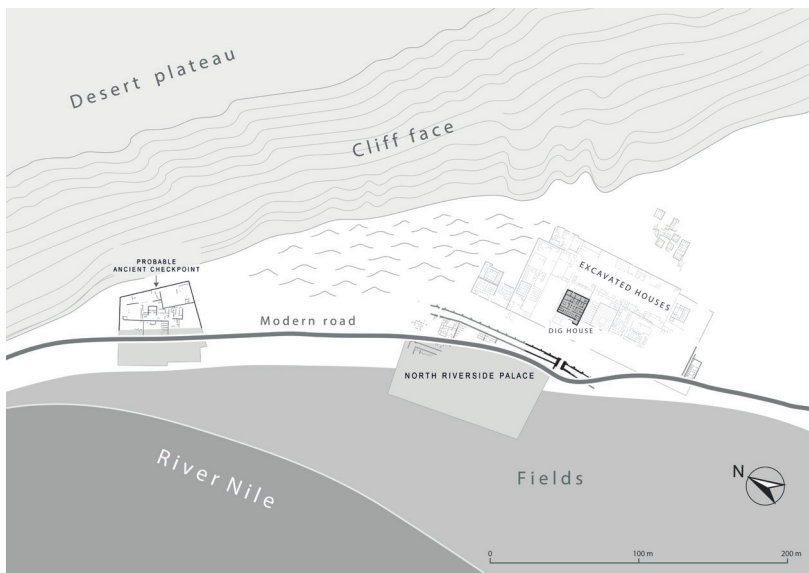 Desert plateau
Cliff face
PROBABLE
ANCIENT CHECKPOINT
EXCAVATED HOUSES
DIG HOUSE
Modern road
NORTH RIVERSIDE PALACE
River Nile
Fields
N
0 100 m 200 m